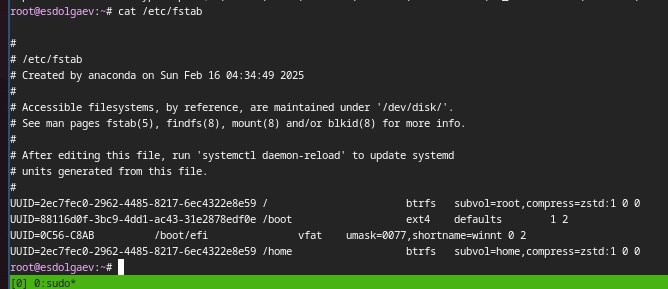 root@esdolgaev:~# cat /etc/fstab
#
# /etc/fstab
# Created by anaconda on Sun Feb 16 04:34:49 2025
#
# Accessible filesystems, by reference, are maintained under '/dev/disk/'.
# See man pages fstab(5), findfs(8), mount(8) and/or blkid(8) for more info.
#
# After editing this file, run 'systemctl daemon-reload' to update systemd
# units generated from this file.
#
UUID=2ec7fec0-2962-4485-8217-6ec4322e8e59 / btrfs subvol=root,compress=zstd:1 0 0
UUID=88116d0f-3bc9-4dd1-ac43-31e2878edf0e /boot ext4 defaults 1 2
UUID=0C56-C8AB /boot/efi vfat umask=0077,shortname=winnt 0 2
UUID=2ec7fec0-2962-4485-8217-6ec4322e8e59 /home btrfs subvol=home,compress=zstd:1 0 0
root@esdolgaev:~#
[0] 0:sudo*